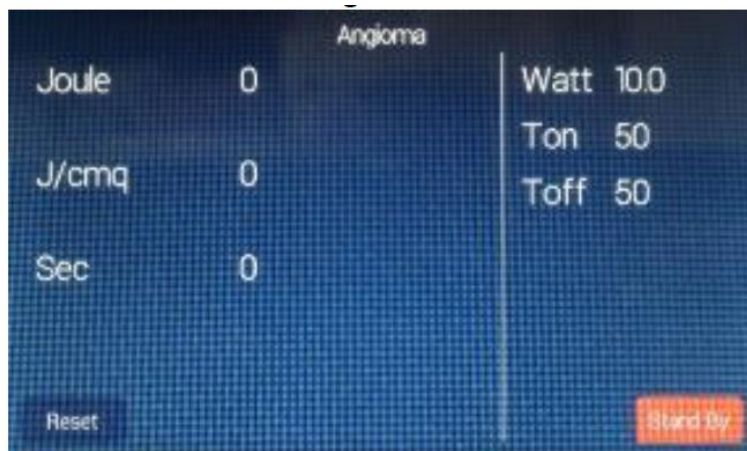 Angioma
Joule 0
Watt 10.0
Ton 50
J/cmq 0
Toff 50
Sec 0
Reset
Stand By